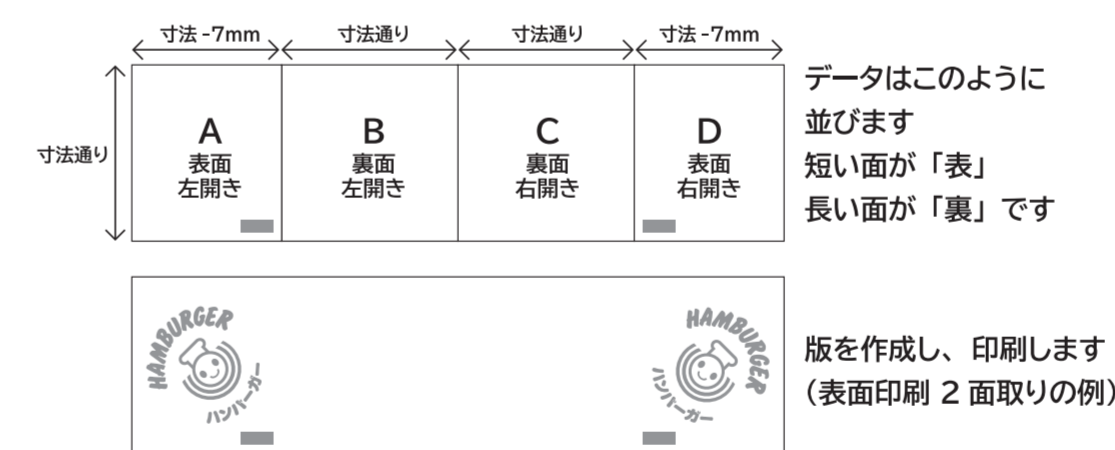 寸法 -7mm
寸法通り
寸法通り
寸法 -7mm
寸法通り
A
表面
左開き
B
裏面
左開き
C
裏面
右開き
D
表面
右開き
データはこのように
並びます
短い面が「表」
長い面が「裏」です
HAMBURGER
ハンバーガー
HAMBURGER
ハンバーガー
版を作成し、印刷します
（表面印刷 2 面取りの例）